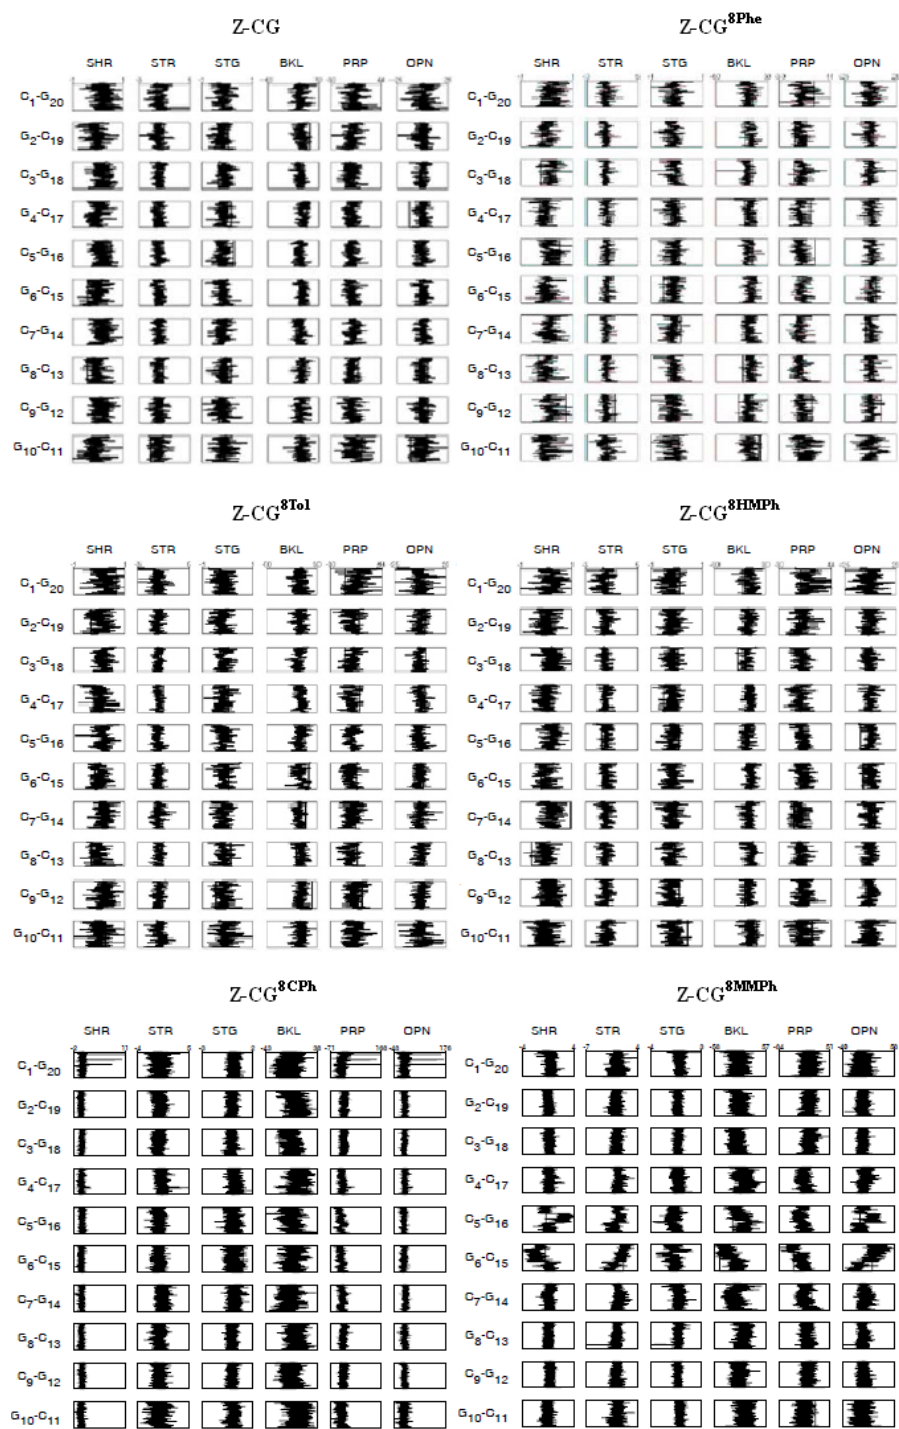 Z-CG
SHR STR STG BKL PRP OPN
C1-G20
G2-C19
C3-G18
G4-C17
C5-G16
G6-C15
C7-G14
G8-C13
C9-G12
G10-C11
Z-CG8Phe
SHR STR STG BKL PRP OPN
C1-G20
G2-C19
C3-G18
G4-C17
C5-G16
G6-C15
C7-G14
G8-C13
C9-G12
G10-C11
Z-CG8Tol
SHR STR STG BKL PRP OPN
C1-G20
G2-C19
C3-G18
G4-C17
C5-G16
G6-C15
C7-G14
G8-C13
C9-G12
G10-C11
Z-CG8HMPh
SHR STR STG BKL PRP OPN
C1-G20
G2-C19
C3-G18
G4-C17
C5-G16
G6-C15
C7-G14
G8-C13
C9-G12
G10-C11
Z-CG8CPh
SHR STR STG BKL PRP OPN
C1-G20
G2-C19
C3-G18
G4-C17
C5-G16
G6-C15
C7-G14
G8-C13
C9-G12
G10-C11
Z-CG8MMPh
SHR STR STG BKL PRP OPN
C1-G20
G2-C19
C3-G18
G4-C17
C5-G16
G6-C15
C7-G14
G8-C13
C9-G12
G10-C11